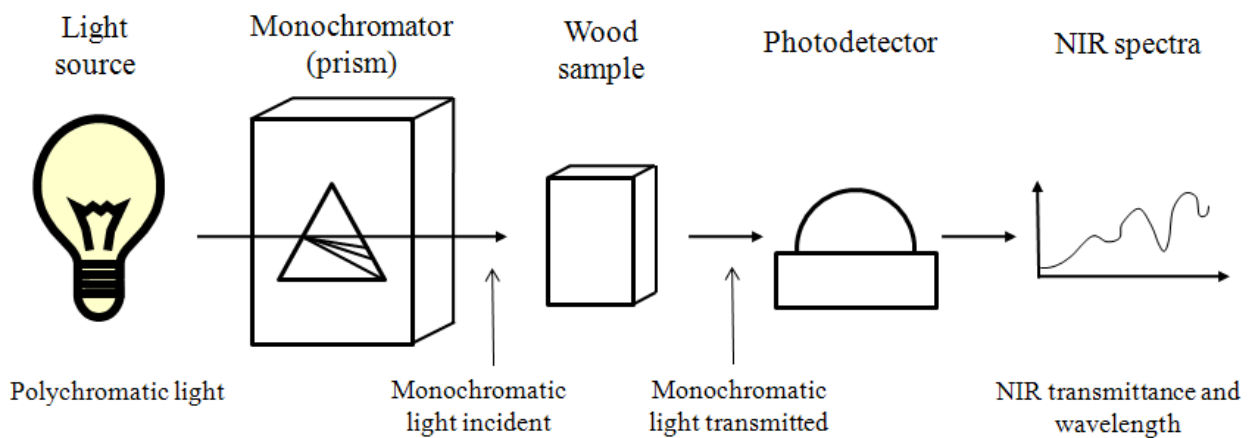 Light
source
Monochromator
(prism)
Wood
sample
Photodetector
NIR spectra
Polychromatic light
Monochromatic
light incident
Monochromatic
light transmitted
NIR transmittance and
wavelength